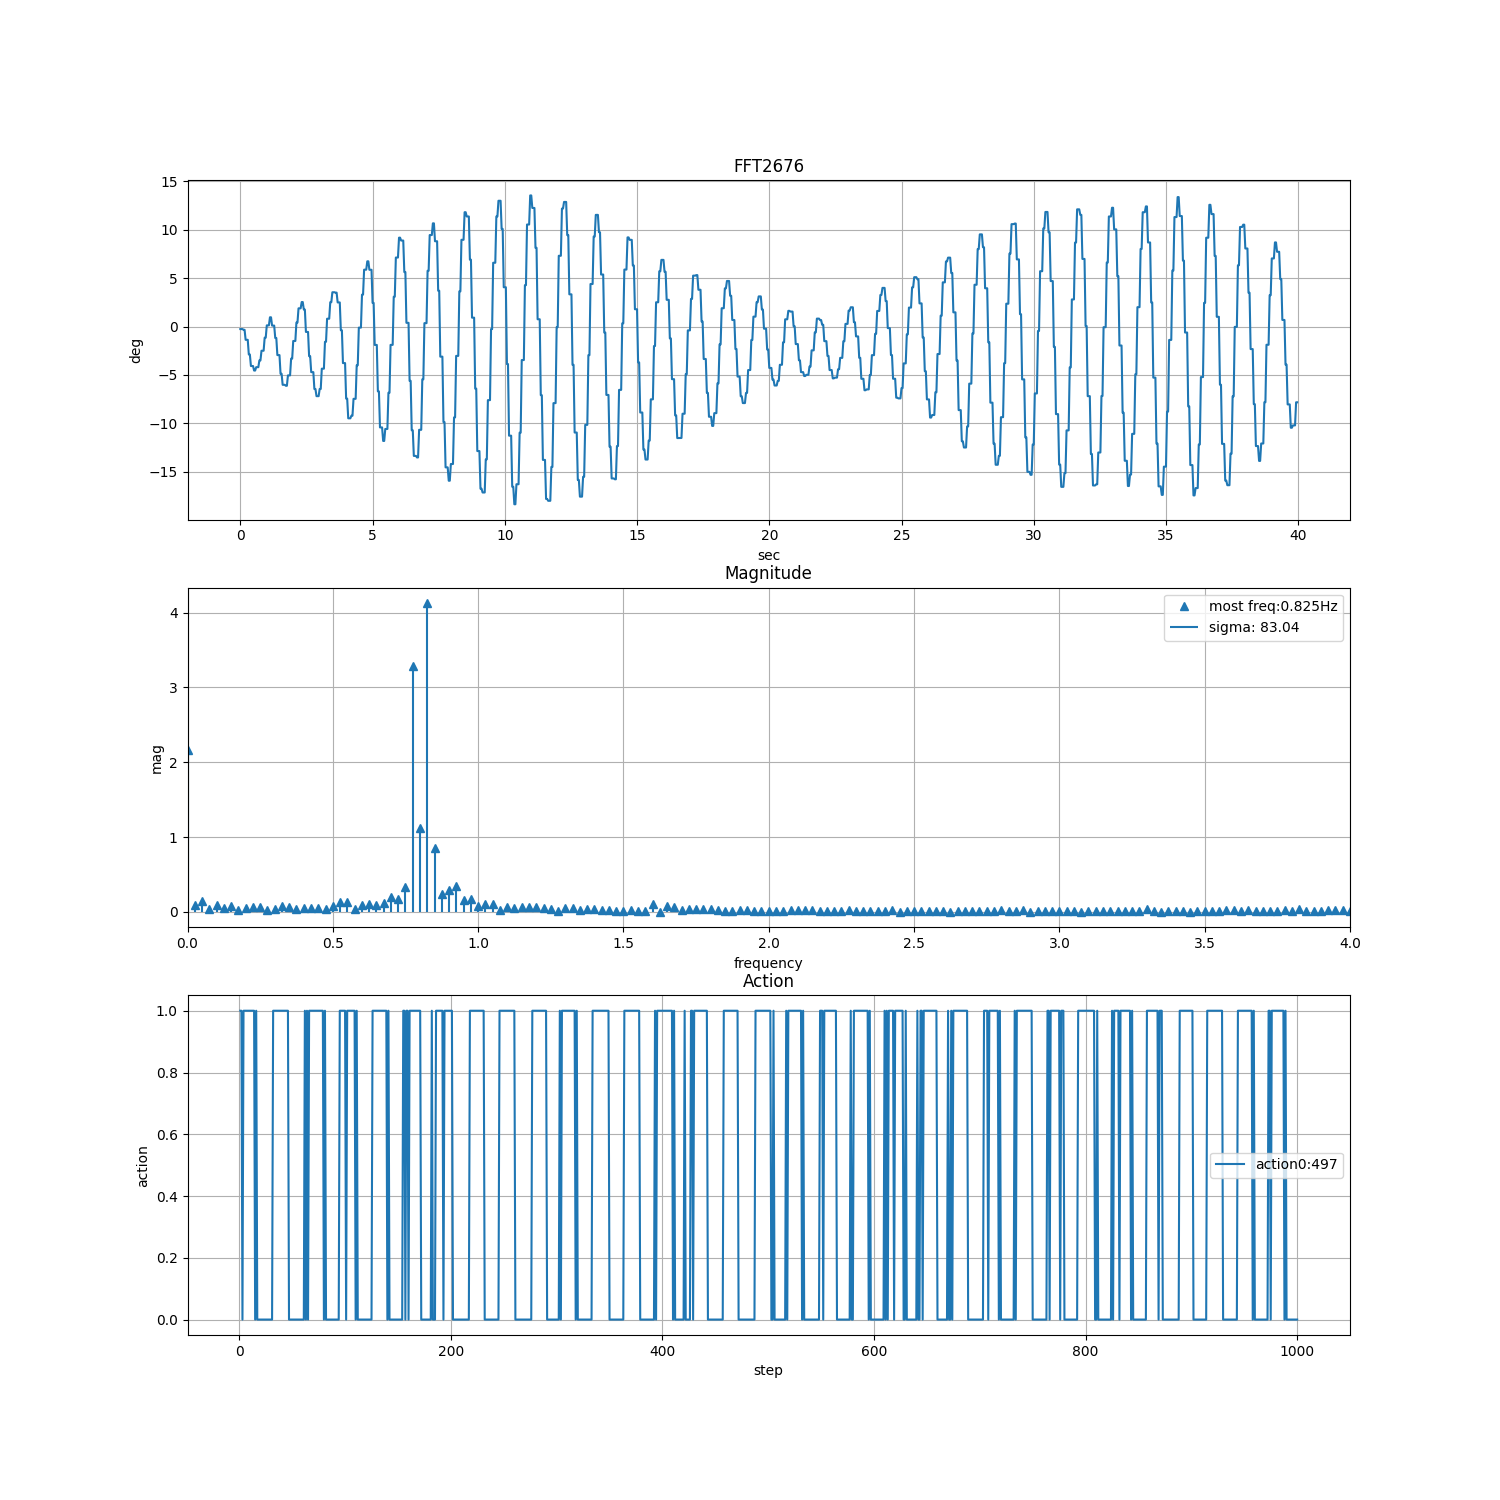 FFT2676
15
10
5
0
−5
−10
−15
deg
0 5 10 15 20 25 30 35 40
sec
Magnitude
most freq:0.825Hz
sigma: 83.04
4
3
2
1
0
mag
0.0 0.5 1.0 1.5 2.0 2.5 3.0 3.5 4.0
frequency
Action
1.0
0.8
0.6
0.4
0.2
0.0
action
action0:497
0 200 400 600 800 1000
step